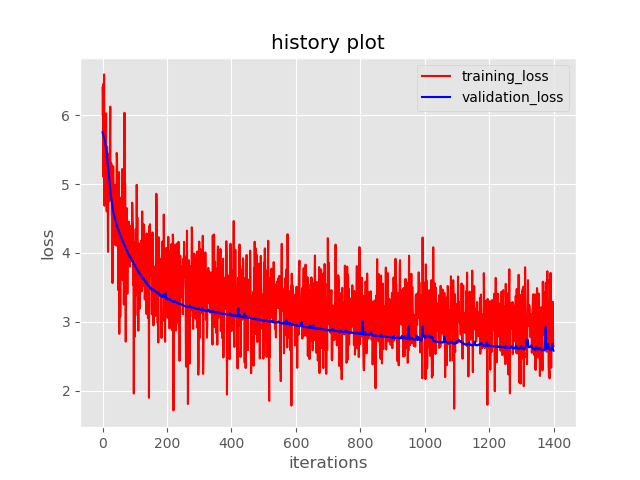 history plot
training_loss
validation_loss
6
5
4
3
2
loss
0 200 400 600 800 1000 1200 1400
iterations